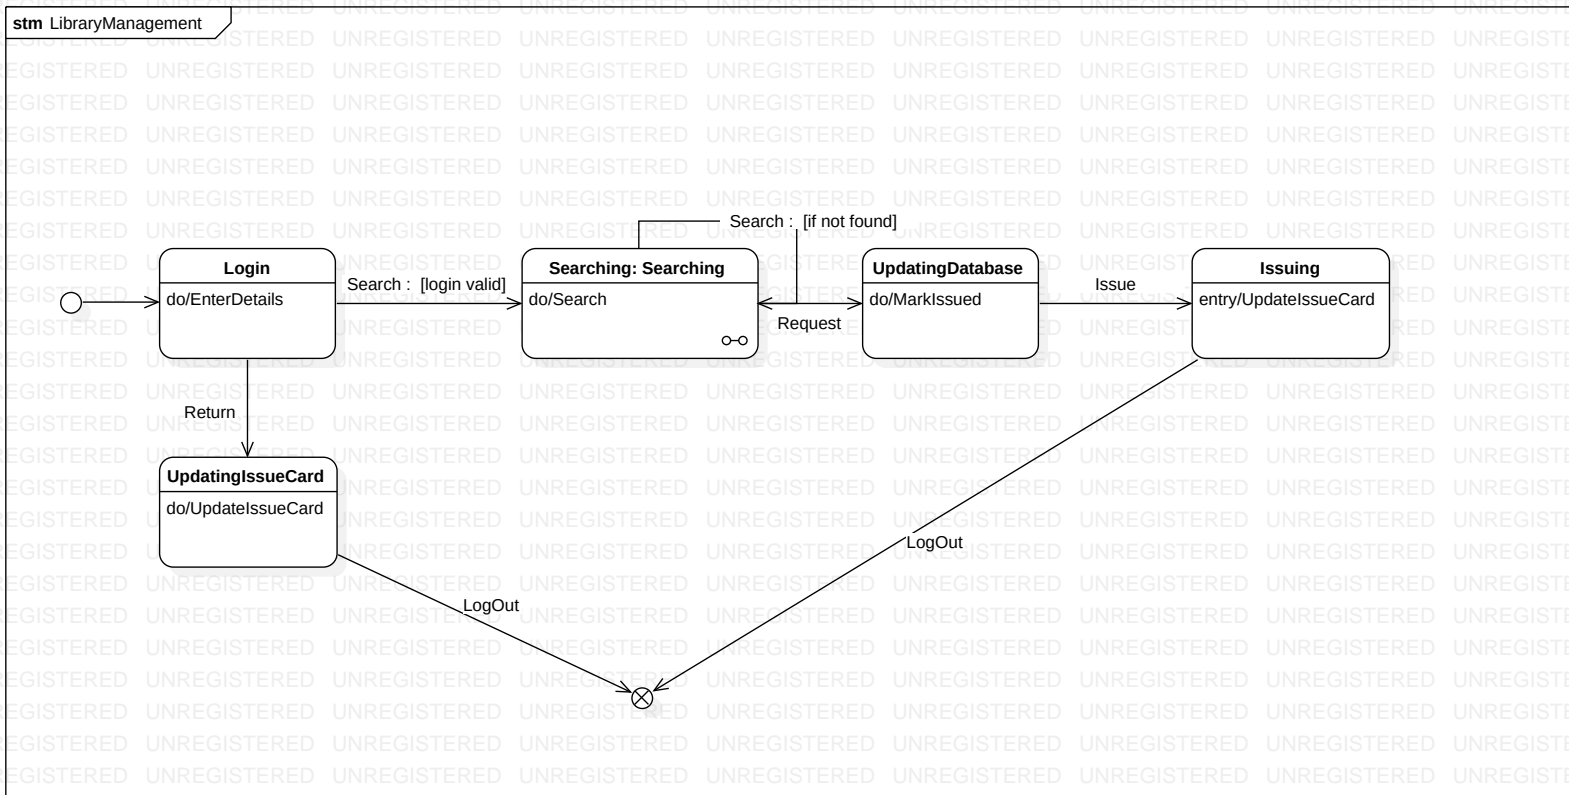 stm LibraryManagement
Search : [if not found]
Login
do/EnterDetails
Search : [login valid]
Searching: Searching
do/Search
Request
UpdatingDatabase
do/MarkIssued
Issue
Issuing
entry/UpdateIssueCard
Return
UpdatingIssueCard
do/UpdateIssueCard
LogOut
LogOut
UNREGISTERED